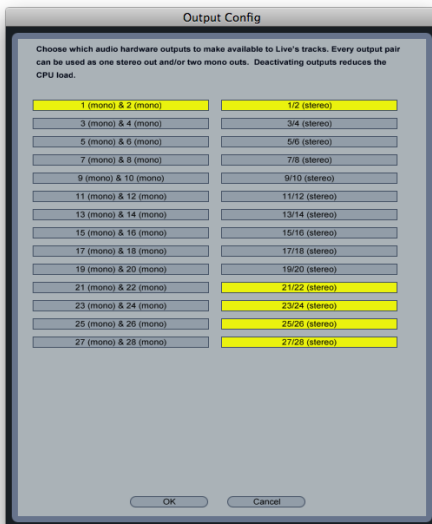 Output Config
Choose which audio hardware outputs to make available to Live's tracks. Every output pair
can be used as one stereo out and/or two mono outs. Deactivating outputs reduces the
CPU load.
1 (mono) & 2 (mono) 1/2 (stereo)
3 (mono) & 4 (mono) 3/4 (stereo)
5 (mono) & 6 (mono) 5/6 (stereo)
7 (mono) & 8 (mono) 7/8 (stereo)
9 (mono) & 10 (mono) 9/10 (stereo)
11 (mono) & 12 (mono) 11/12 (stereo)
13 (mono) & 14 (mono) 13/14 (stereo)
15 (mono) & 16 (mono) 15/16 (stereo)
17 (mono) & 18 (mono) 17/18 (stereo)
19 (mono) & 20 (mono) 19/20 (stereo)
21 (mono) & 22 (mono) 21/22 (stereo)
23 (mono) & 24 (mono) 23/24 (stereo)
25 (mono) & 26 (mono) 25/26 (stereo)
27 (mono) & 28 (mono) 27/28 (stereo)
OK Cancel